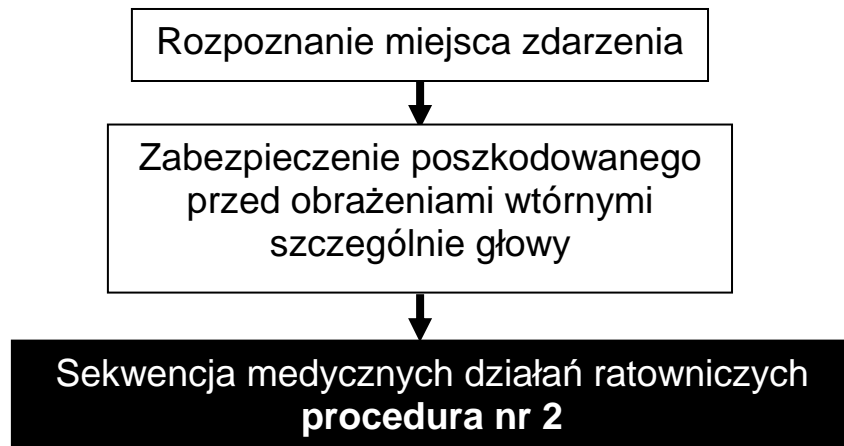 Rozpoznanie miejsca zdarzenia
Zabezpieczenie poszkodowanego
przed obrażeniami wtórnymi
szczególnie głowy
Sekwencja medycznych działań ratowniczych
procedura nr 2